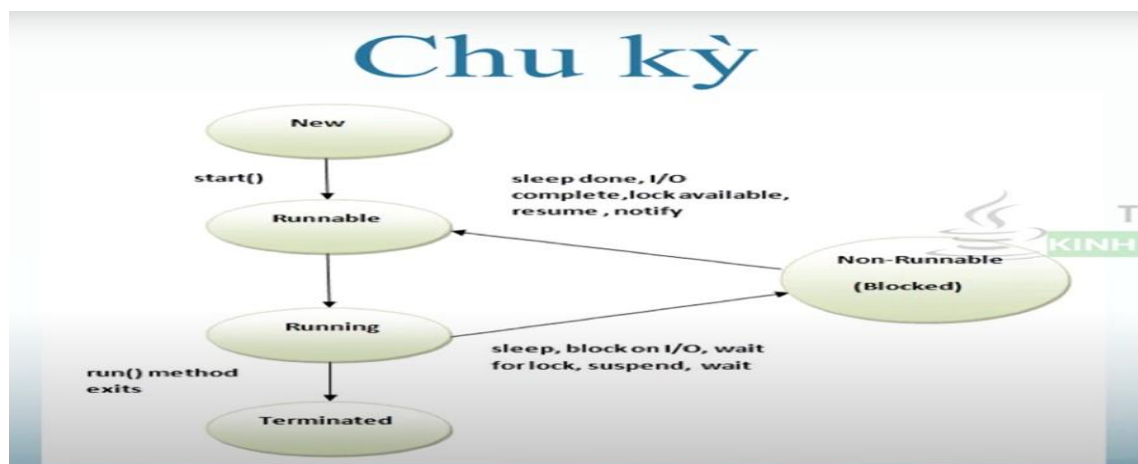 Chu kỳ
New
start()
sleep done, I/O
complete,lock available,
resume , notify
Runnable
T
KINH
Non-Runnable
(Blocked)
Running
sleep, block on I/O, wait
for lock, suspend, wait
run() method
exits
Terminated